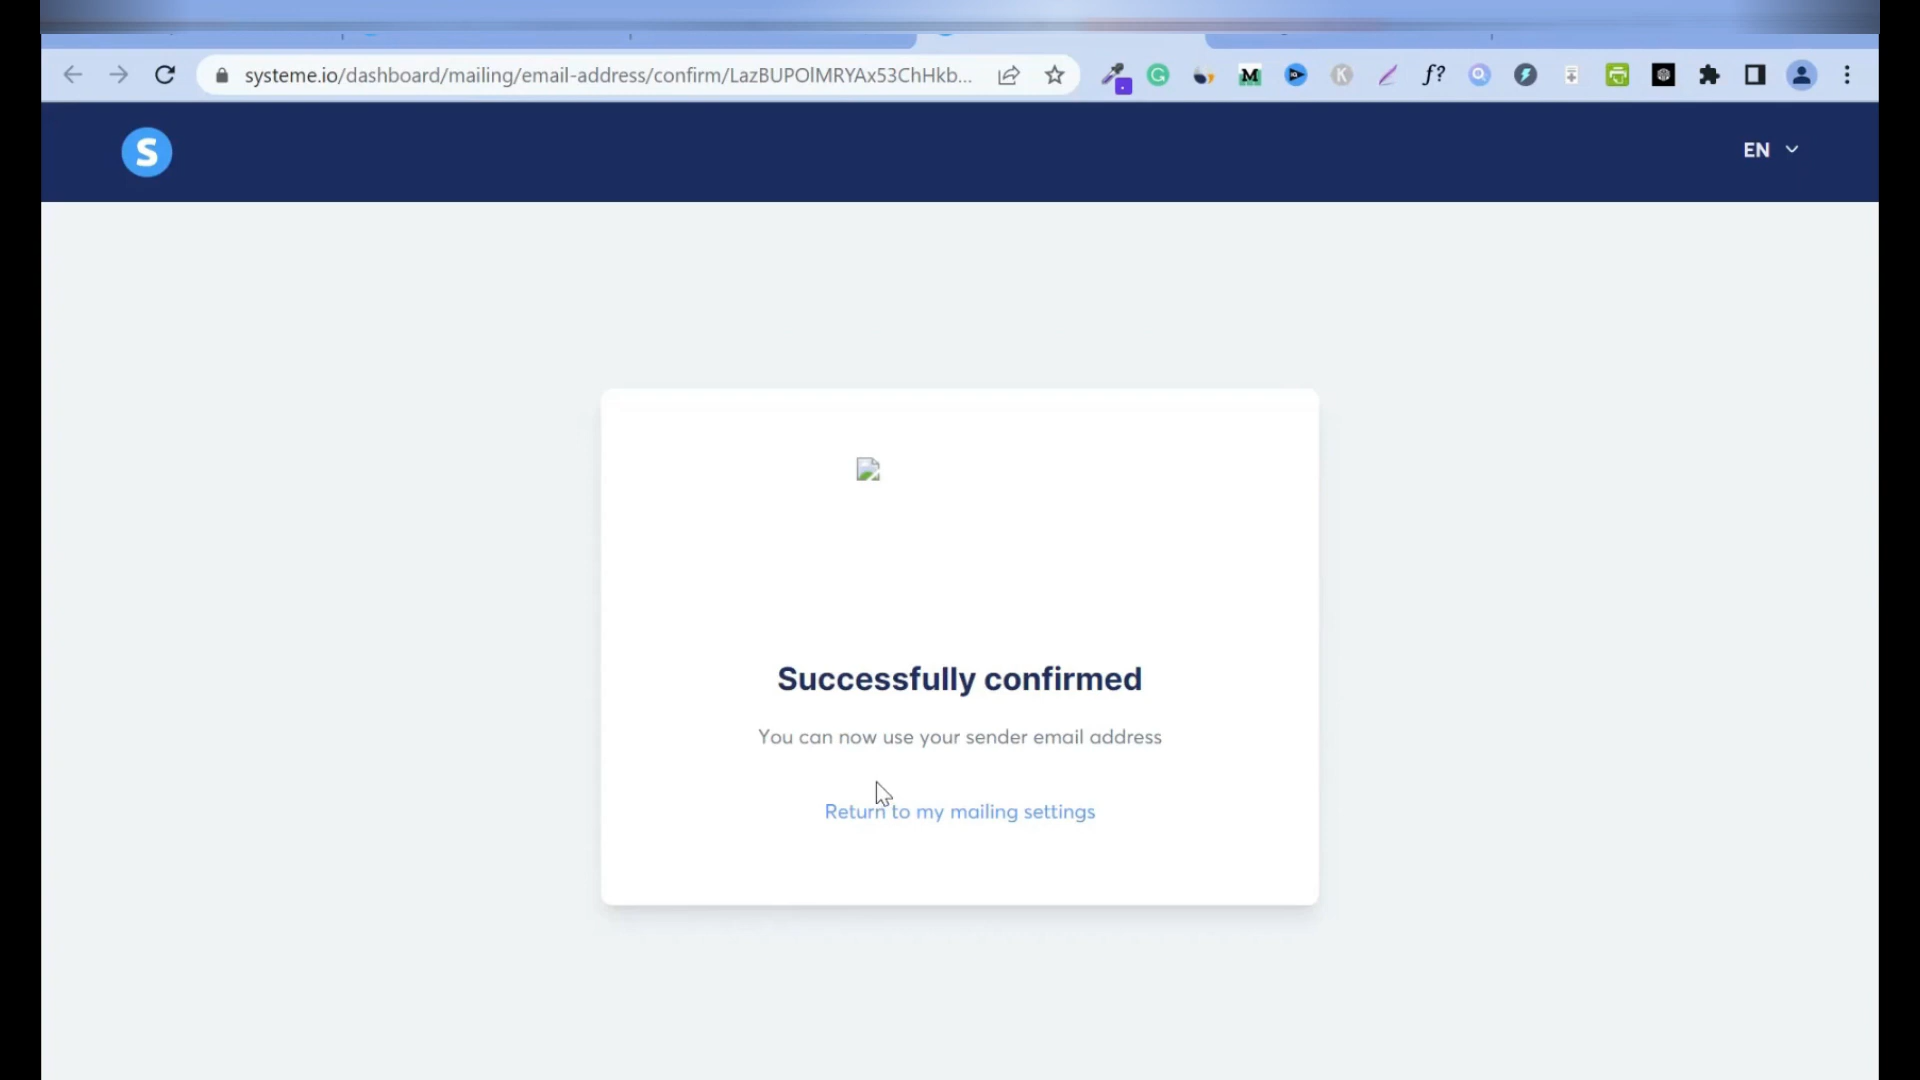 systeme.io/dashboard/mailing/email-address/confirm/LazBUPOlMRYAx53ChHkb...
S
EN
Successfully confirmed
You can now use your sender email address
Return to my mailing settings